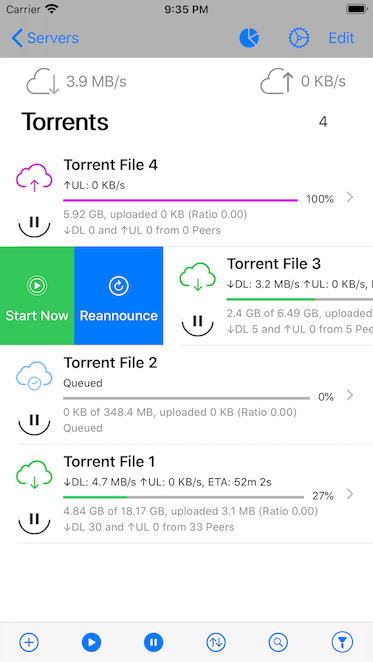 Carrier 9:35 PM
Servers Edit
3.9 MB/s 0 KB/s
Torrents 4
Torrent File 4
↑UL: 0 KB/s
100%
5.92 GB, uploaded 0 KB (Ratio 0.00)
↓DL 0 and ↑UL 0 from 0 Peers
Start Now
Reannounce
Torrent File 3
↓DL: 3.2 MB/s ↑UL: 0 KB/s,
2.4 GB of 6.49 GB, uploaded
↓DL 5 and ↑UL 0 from 5 Pee
Torrent File 2
Queued
0%
0 KB of 348.4 MB, uploaded 0 KB (Ratio 0.00)
Queued
Torrent File 1
↓DL: 4.7 MB/s ↑UL: 0 KB/s, ETA: 52m 2s
27%
4.84 GB of 18.17 GB, uploaded 3.1 MB (Ratio 0.00)
↓DL 30 and ↑UL 0 from 33 Peers